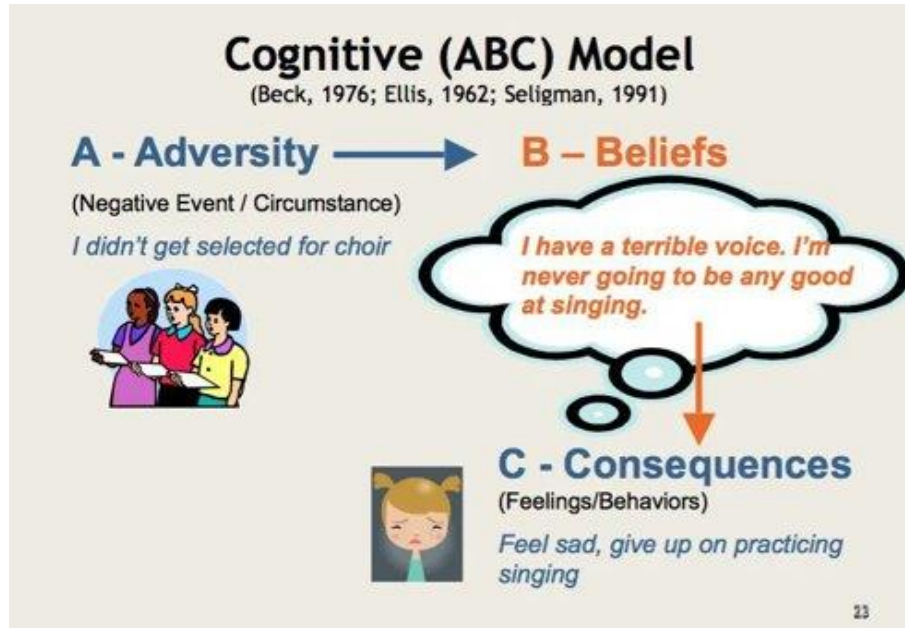 Cognitive (ABC) Model
(Beck, 1976; Ellis, 1962; Seligman, 1991)
A - Adversity
(Negative Event / Circumstance)
I didn't get selected for choir
B – Beliefs
I have a terrible voice. I'm
never going to be any good
at singing.
C - Consequences
(Feelings/Behaviors)
Feel sad, give up on practicing
singing
23